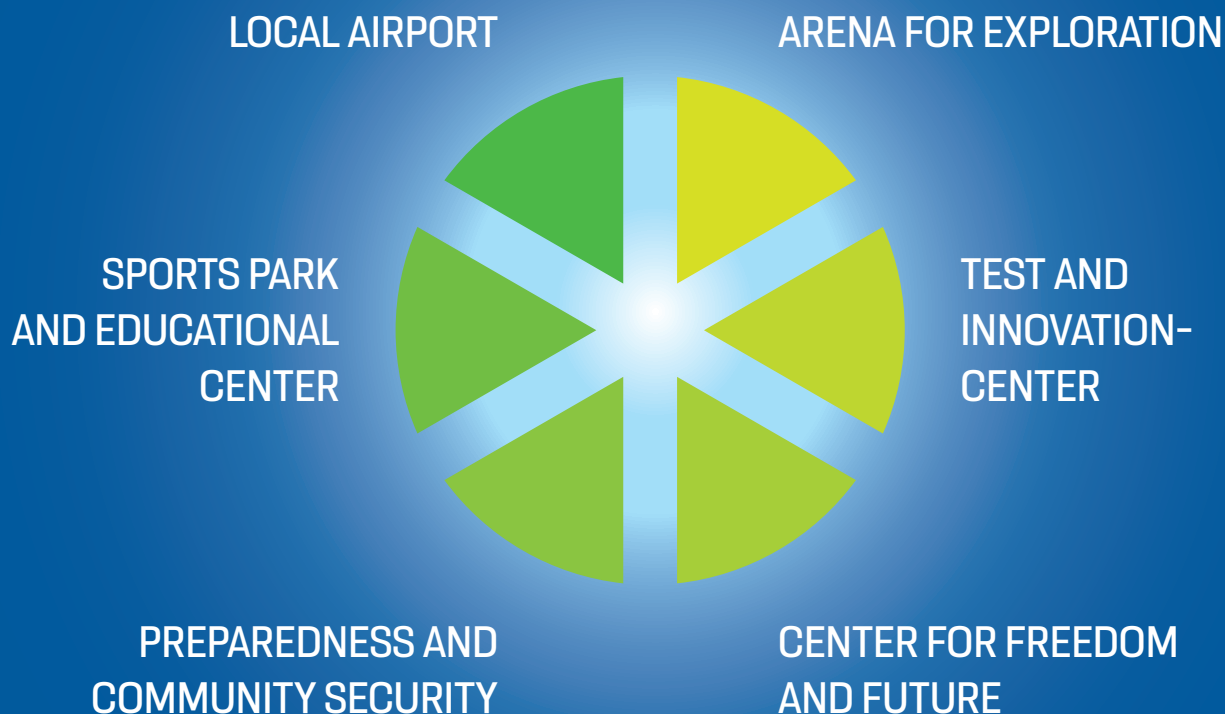 LOCAL AIRPORT
ARENA FOR EXPLORATION
SPORTS PARK
AND EDUCATIONAL
CENTER
TEST AND
INNOVATION-
CENTER
PREPAREDNESS AND
COMMUNITY SECURITY
CENTER FOR FREEDOM
AND FUTURE